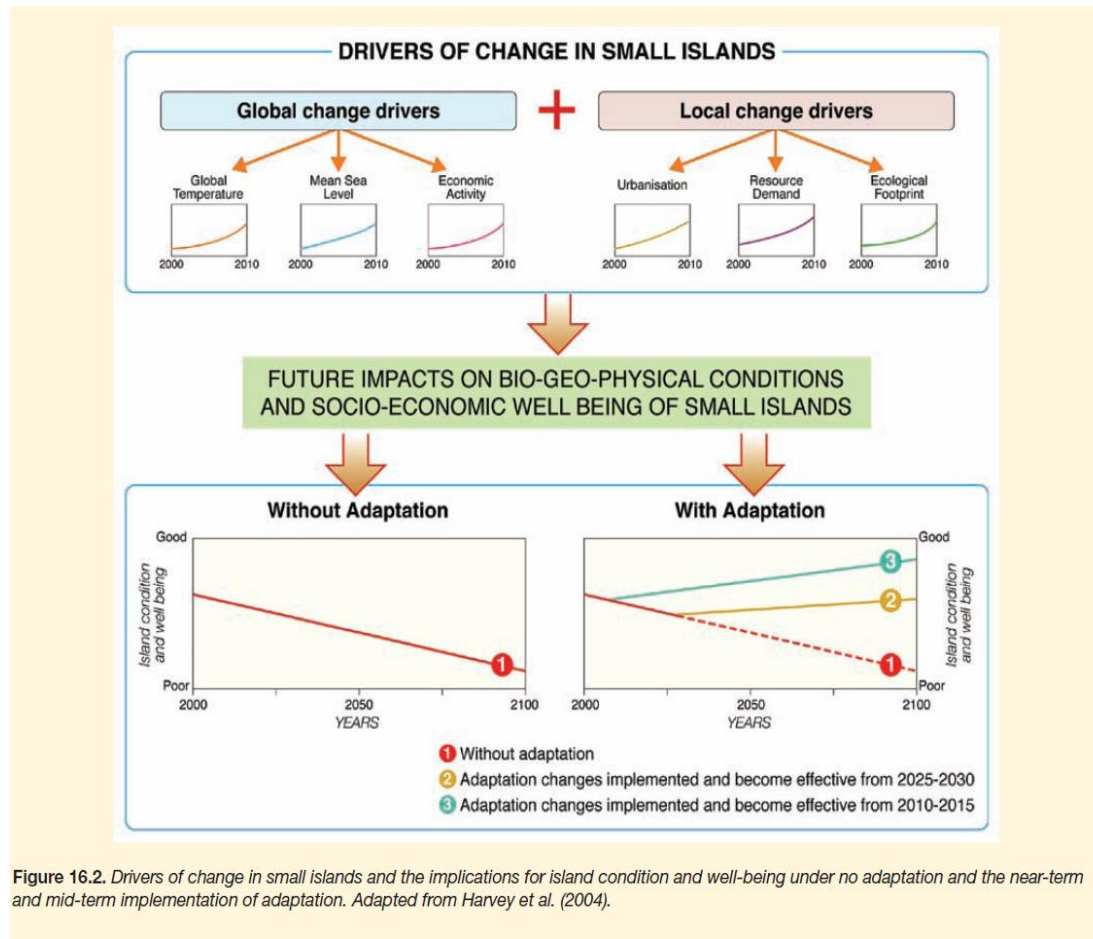 DRIVERS OF CHANGE IN SMALL ISLANDS
Global change drivers
+
Local change drivers
Global
Temperature
Mean Sea
Level
Economic
Activity
Urbanisation
Resource
Demand
Ecological
Footprint
2000 2010
2000 2010
2000 2010
2000 2010
2000 2010
2000 2010
FUTURE IMPACTS ON BIO-GEO-PHYSICAL CONDITIONS
AND SOCIO-ECONOMIC WELL BEING OF SMALL ISLANDS
Without Adaptation
Good
Island condition
and well being
Poor
1
2000 2050 2100
YEARS
With Adaptation
Good
Island condition
and well being
Poor
3
2
1
2000 2050 2100
YEARS
1 Without adaptation
2 Adaptation changes implemented and become effective from 2025-2030
3 Adaptation changes implemented and become effective from 2010-2015
Figure 16.2. Drivers of change in small islands and the implications for island condition and well-being under no adaptation and the near-term
and mid-term implementation of adaptation. Adapted from Harvey et al. (2004).